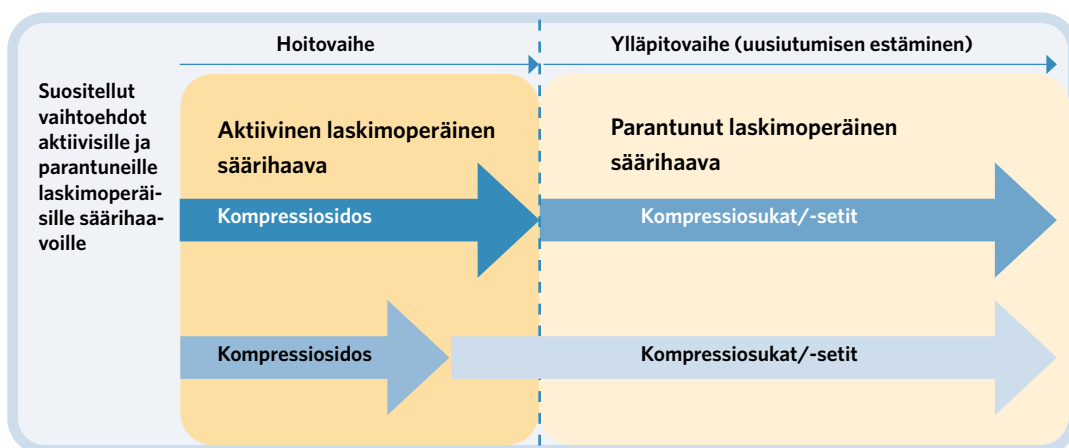 Hoitovaihe
Ylläpitovaihe (uusiutumisen estäminen)
Suositellut
vaihtoehdot
aktiivisille ja
parantuneille
laskimoperäi-
sille säärihaa-
voille
Aktiivinen laskimoperäinen
säärihaava
Parantunut laskimoperäinen
säärihaava
Kompressiosidos
Kompressiosukat/-setit
Kompressiosidos
Kompressiosukat/-setit